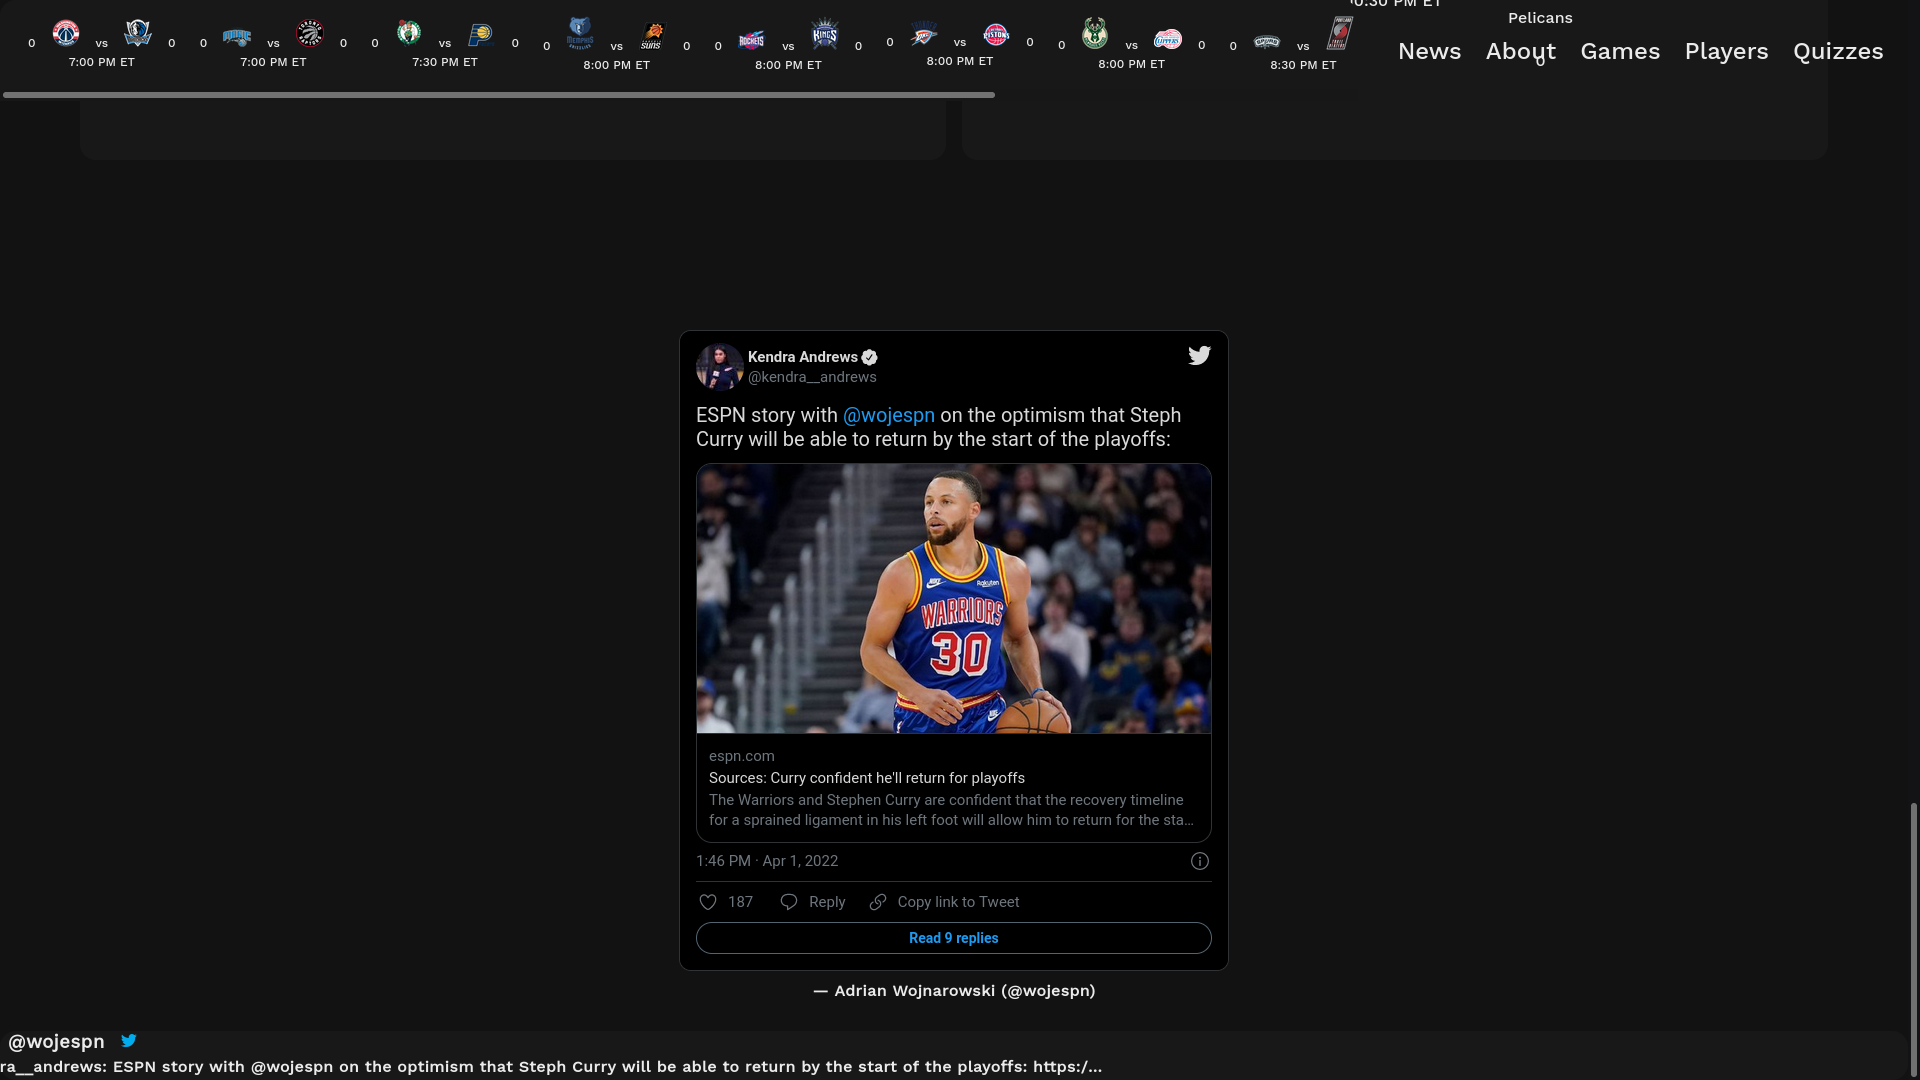 0 vs 0 0 vs 0 0 vs 0 0 vs 0 0 vs 0 0 vs 0 0 vs 0 0 vs
7:00 PM ET 7:00 PM ET 7:30 PM ET 8:00 PM ET 8:00 PM ET 8:00 PM ET 8:00 PM ET 8:30 PM ET
0:30 PM ET
Pelicans
News About Games Players Quizzes
Kendra Andrews
@kendra__andrews
ESPN story with @wojespn on the optimism that Steph
Curry will be able to return by the start of the playoffs:
Rakuten
WARRIORS
30
espn.com
Sources: Curry confident he'll return for playoffs
The Warriors and Stephen Curry are confident that the recovery timeline
for a sprained ligament in his left foot will allow him to return for the sta...
1:46 PM · Apr 1, 2022
187 Reply Copy link to Tweet
Read 9 replies
— Adrian Wojnarowski (@wojespn)
@wojespn
ra__andrews: ESPN story with @wojespn on the optimism that Steph Curry will be able to return by the start of the playoffs: https:/...